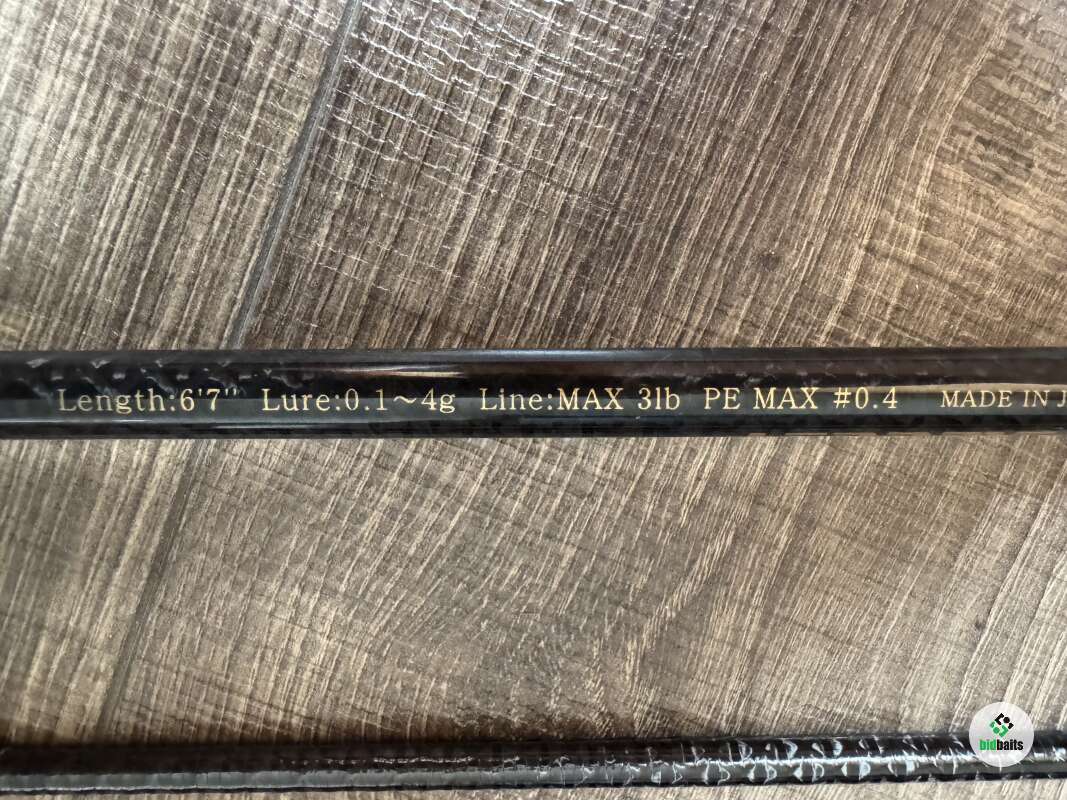 Length:6'7" Lure:0.1～4g Line:MAX 3lb PE MAX #0.4 MADE IN J
bidbaits